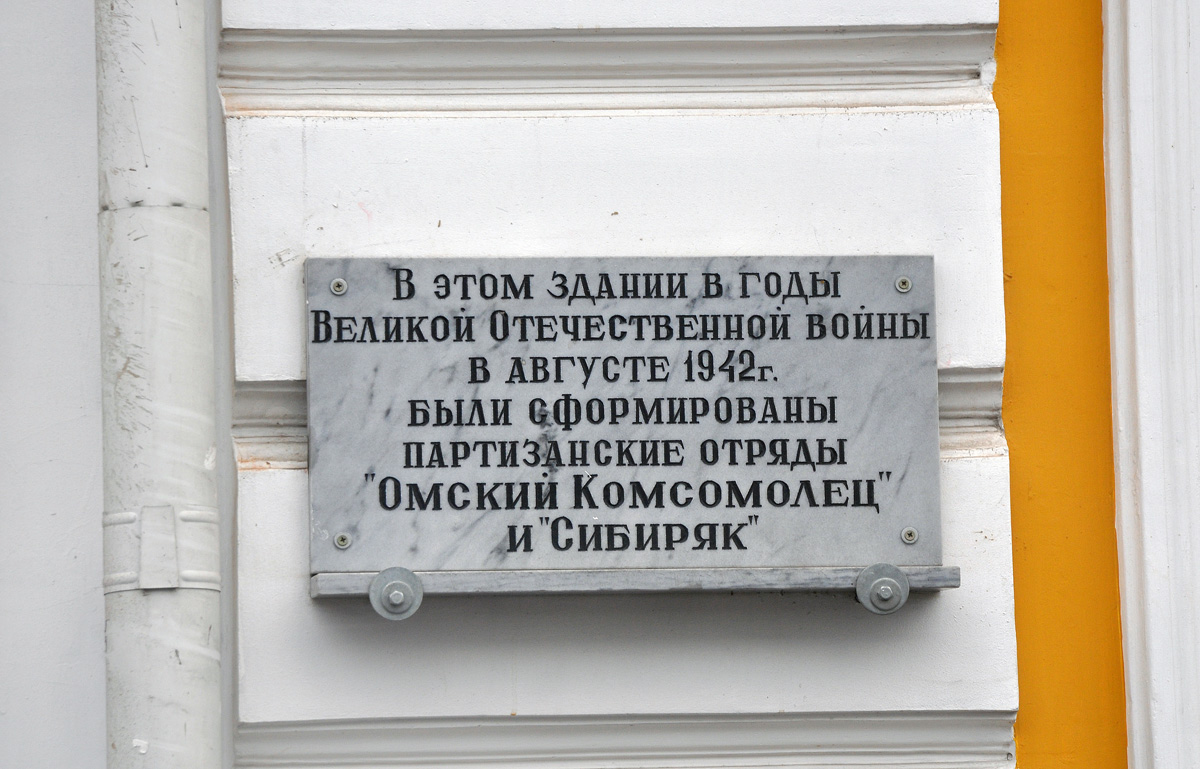 В этом здании в годы
Великой Отечественной войны
в августе 1942г.
были сформированы
партизанские отряды
"Омский Комсомолец"
и "Сибиряк"